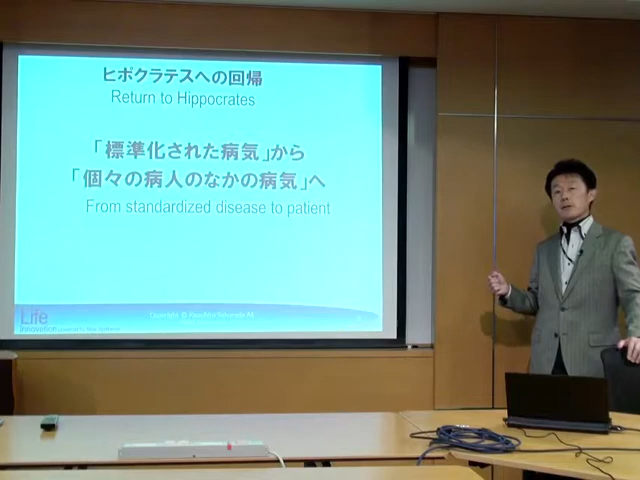 ヒポクラテスへの回帰
Return to Hippocrates
「標準化された病気」から
「個々の病人のなかの病気」へ
From standardized disease to patient
Life
Innovation